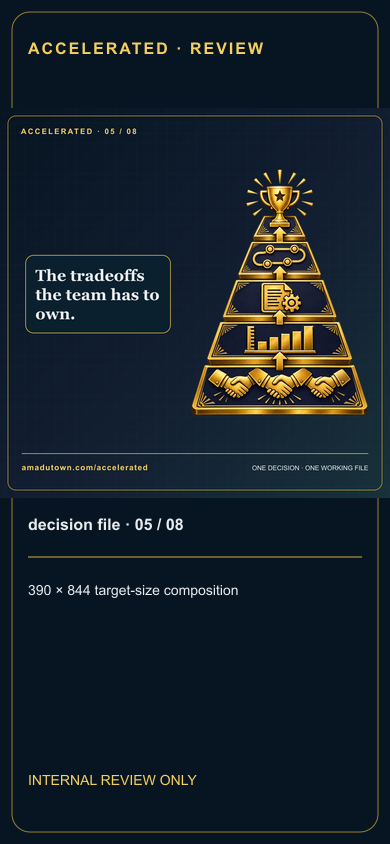 ACCELERATED · REVIEW
ACCELERATED · 05 / 08
The tradeoffs
the team has to
own.
amadutown.com/accelerated
ONE DECISION · ONE WORKING FILE
decision file · 05 / 08
390 × 844 target-size composition
INTERNAL REVIEW ONLY